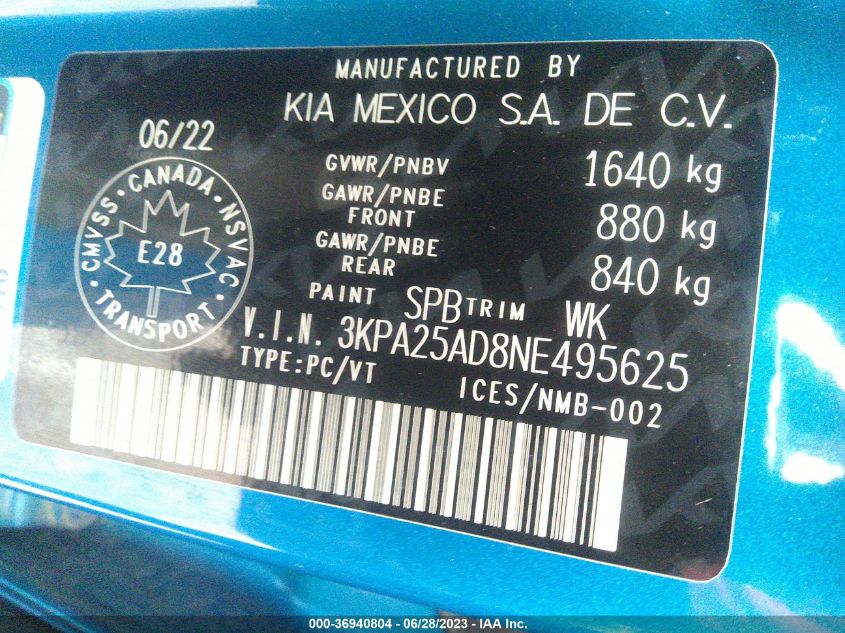 MANUFACTURED BY
KIA MEXICO S.A. DE C.V.
06/22
GVWR/PNBV 1640 kg
GAWR/PNBE
FRONT 880 kg
GAWR/PNBE
REAR 840 kg
CMVSS • CANADA • NSVAC • TRANSPORT •
E28
PAINT SPB TRIM WK
V.I.N. 3KPA25AD8NE495625
TYPE:PC/VT ICES/NMB-002
000-36940804 - 06/28/2023 - IAA Inc.